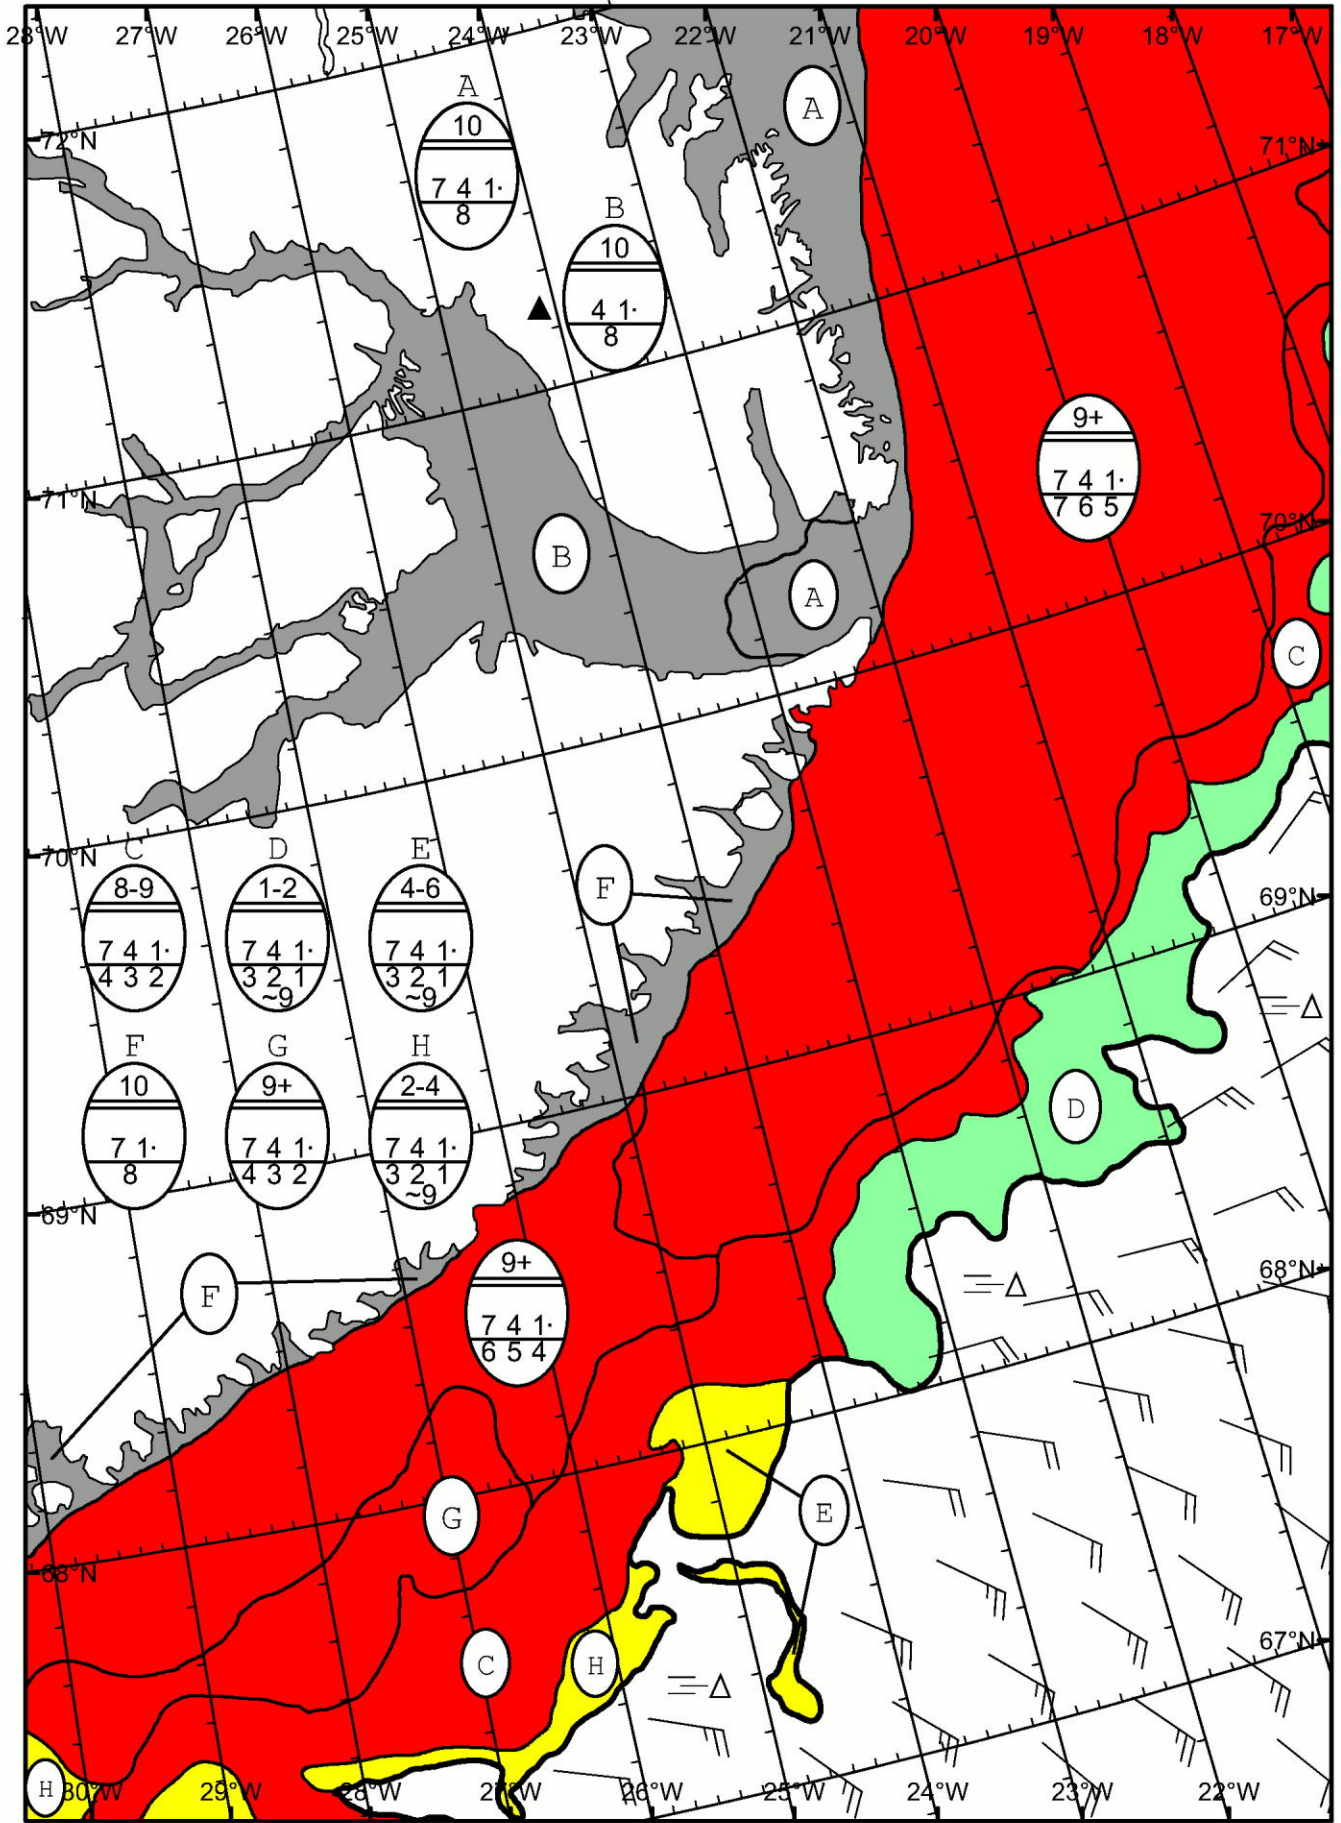 28°W 27°W 26°W 25°W 24°W 23°W 22°W 21°W 20°W 19°W 18°W 17°W
A
10
7 4 1·
8
A
72°N
71°N
B
10
4 1·
8
9+
7 4 1·
7 6 5
71°N
70°N
B
A
C
70°N
F
69°N
C
8-9
7 4 1·
4 3 2
D
1-2
7 4 1·
3 2 1
~9
E
4-6
7 4 1·
3 2 1
~9
F
10
7 1·
8
G
9+
7 4 1·
4 3 2
H
2-4
7 4 1·
3 2 1
~9
D
69°N
F
9+
7 4 1·
6 5 4
68°N
G
E
68°N
C
H
67°N
H
30°W 29°W 28°W 27°W 26°W 25°W 24°W 23°W 22°W